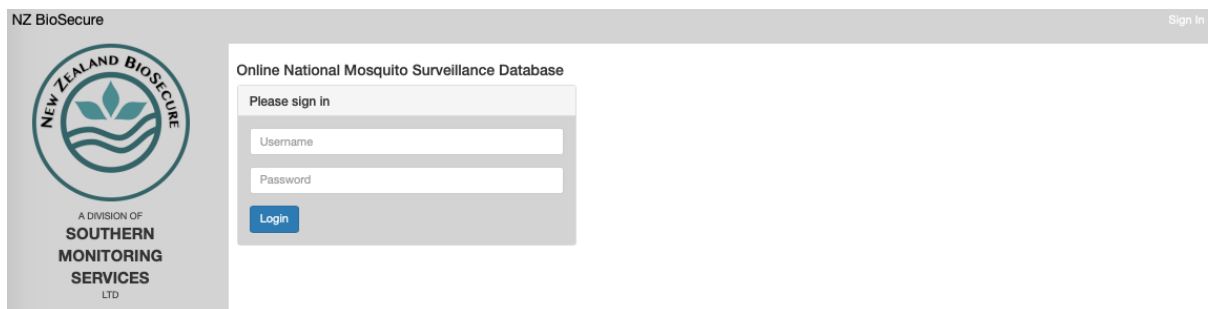 NZ BioSecure
Sign In
NEW ZEALAND BIOSECURE
A DIVISION OF
SOUTHERN
MONITORING
SERVICES
LTD
Online National Mosquito Surveillance Database
Please sign in
Username
Password
Login